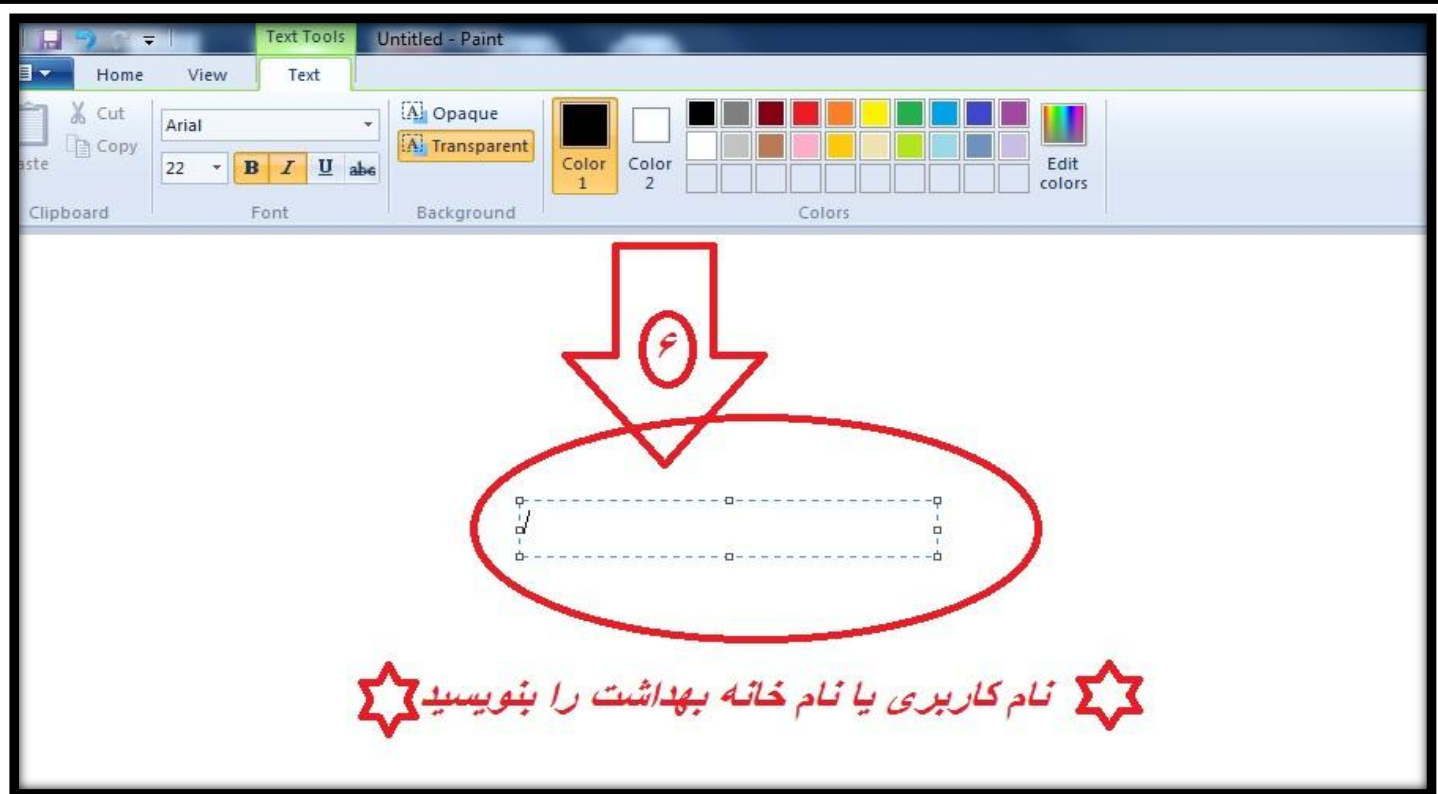 Text Tools Untitled - Paint
Home View Text
Cut
Copy
aste
Clipboard
Arial
22 B I U abc
Font
Opaque
Transparent
Background
Color 1
Color 2
Edit colors
Colors
۶
نام کاربری یا نام خانه بهداشت را بنویسید